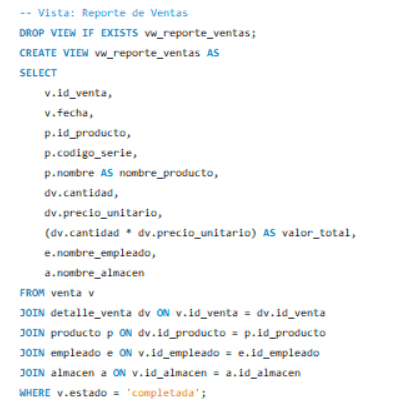 -- Vista: Reporte de Ventas
DROP VIEW IF EXISTS vw_reporte_ventas;
CREATE VIEW vw_reporte_ventas AS
SELECT
    v.id_venta,
    v.fecha,
    p.id_producto,
    p.codigo_serie,
    p.nombre AS nombre_producto,
    dv.cantidad,
    dv.precio_unitario,
    (dv.cantidad * dv.precio_unitario) AS valor_total,
    e.nombre_empleado,
    a.nombre_almacen
FROM venta v
JOIN detalle_venta dv ON v.id_venta = dv.id_venta
JOIN producto p ON dv.id_producto = p.id_producto
JOIN empleado e ON v.id_empleado = e.id_empleado
JOIN almacen a ON v.id_almacen = a.id_almacen
WHERE v.estado = 'completada';